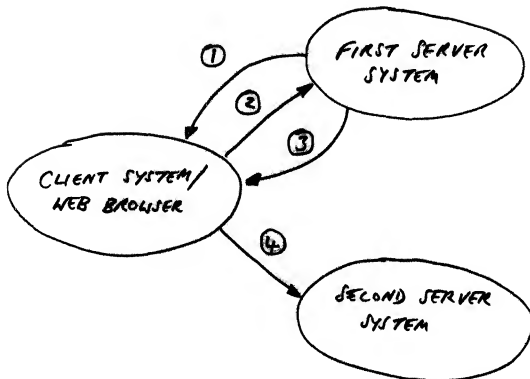 ①
FIRST SERVER
SYSTEM
②
③
CLIENT SYSTEM/
WEB BROWSER
④
SECOND SERVER
SYSTEM